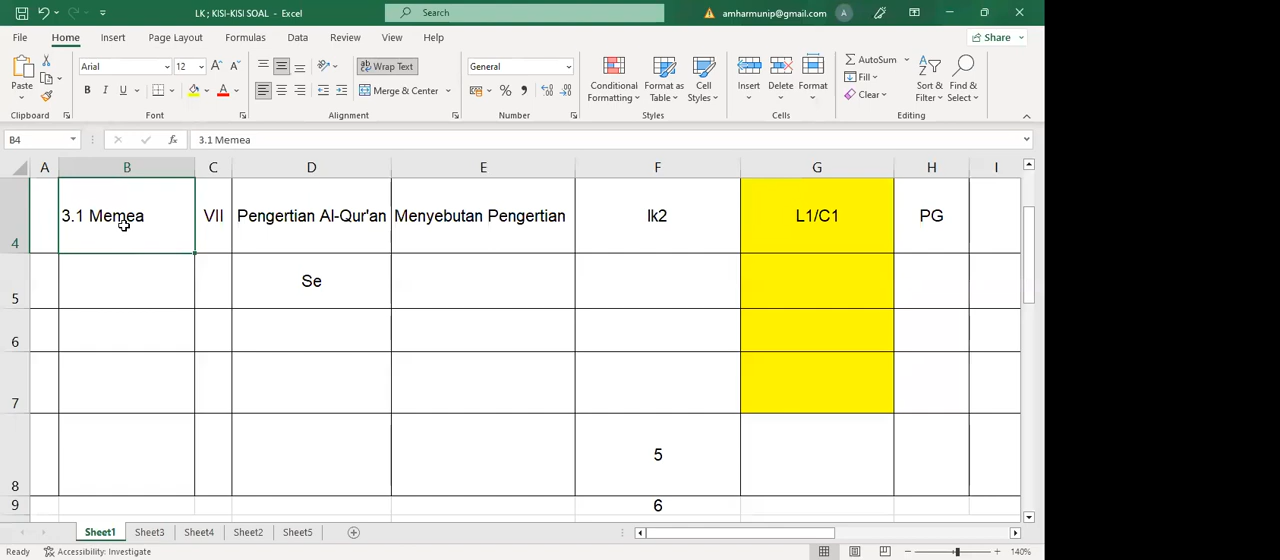 LK ; KISI-KISI SOAL - Excel
Search
amharmunip@gmail.com
A
File
Home
Insert
Page Layout
Formulas
Data
Review
View
Help
Share
Paste
Arial
12
Wrap Text
General
Conditional Formatting
Format as Table
Cell Styles
Insert
Delete
Format
AutoSum
Fill
Clear
Sort & Filter
Find & Select
B I U
Merge & Center
Clipboard
Font
Alignment
Number
Styles
Cells
Editing
B4
fx
3.1 Memea
A B C D E F G H I
4
3.1 Memea
VII
Pengertian Al-Qur'an
Menyebutan Pengertian
lk2
L1/C1
PG
5
Se
6
7
8
5
9
6
Sheet1
Sheet3
Sheet4
Sheet2
Sheet5
Ready
Accessibility: Investigate
140%